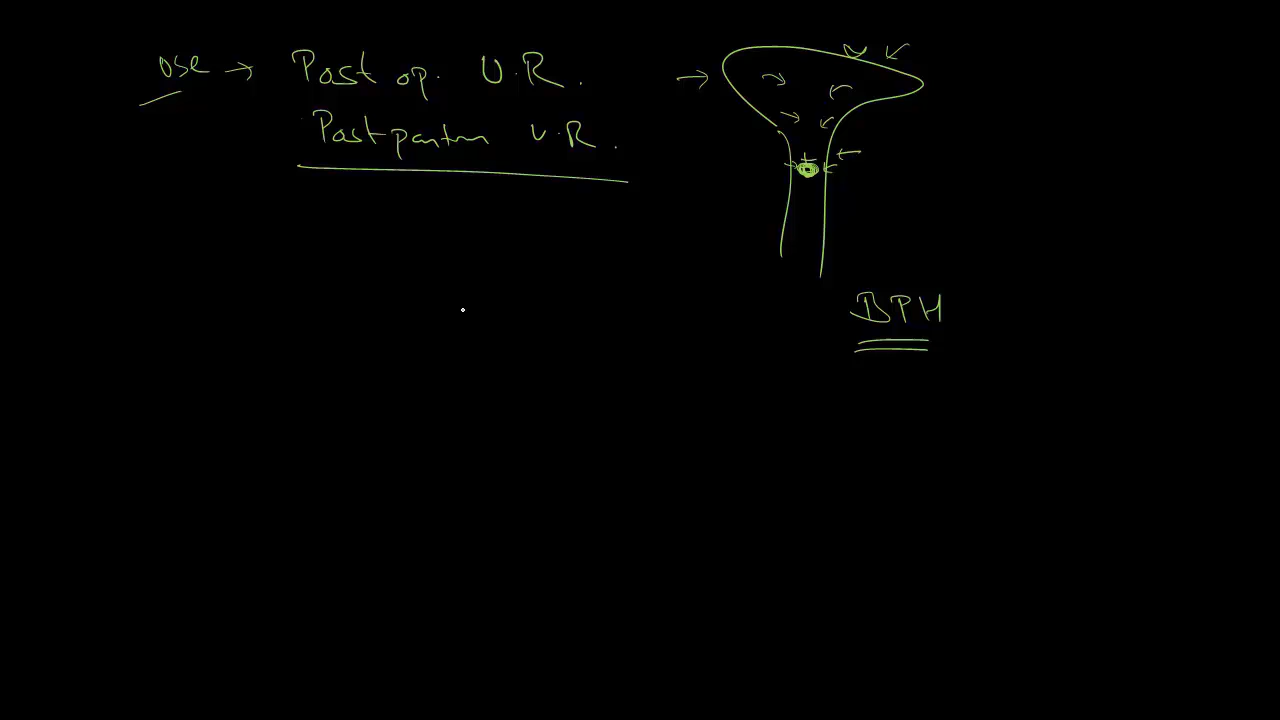 USE → Post op. U.R. →
Postpartum U.R.
BPH